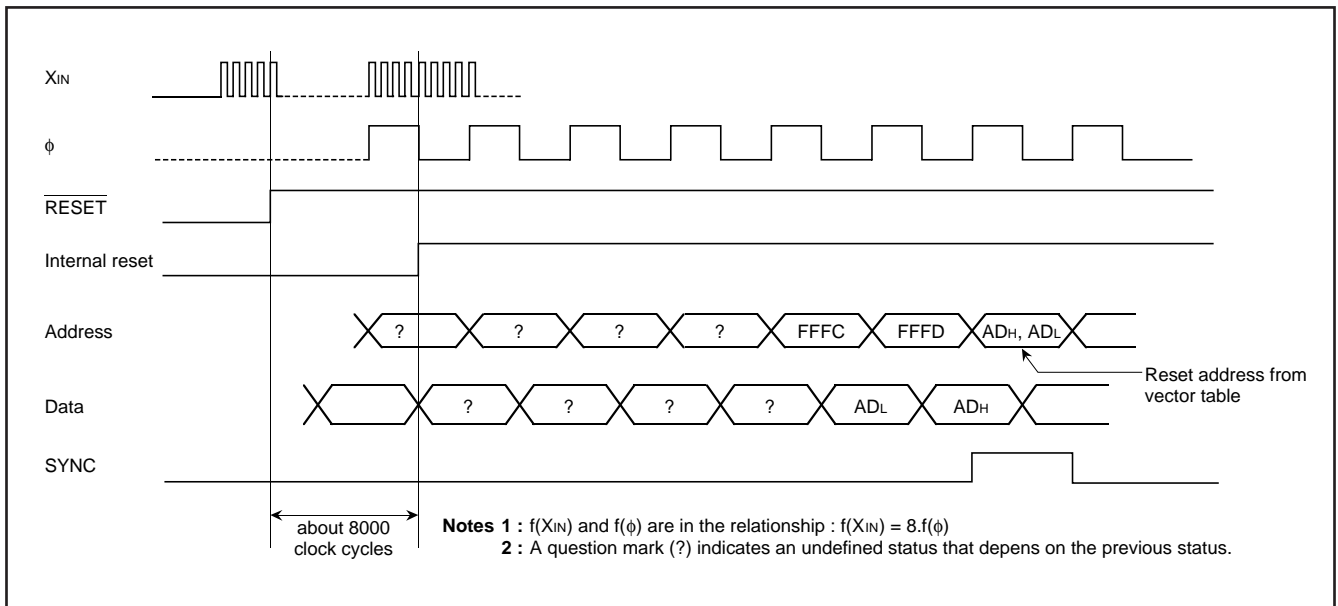 XIN
ϕ
RESET
Internal reset
Address
? ? ? ? FFFC FFFD ADH, ADL
Reset address from
vector table
Data
? ? ? ? ADL ADH
SYNC
about 8000
clock cycles
Notes 1 : f(XIN) and f(ϕ) are in the relationship : f(XIN) = 8.f(ϕ)
2 : A question mark (?) indicates an undefined status that depens on the previous status.